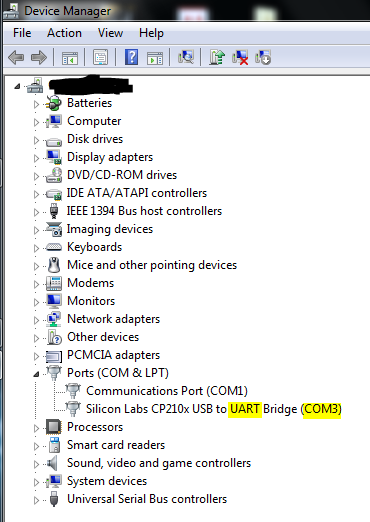 Device Manager
File Action View Help
Batteries
Computer
Disk drives
Display adapters
DVD/CD-ROM drives
IDE ATA/ATAPI controllers
IEEE 1394 Bus host controllers
Imaging devices
Keyboards
Mice and other pointing devices
Modems
Monitors
Network adapters
Other devices
PCMCIA adapters
Ports (COM & LPT)
Communications Port (COM1)
Silicon Labs CP210x USB to UART Bridge (COM3)
Processors
Smart card readers
Sound, video and game controllers
System devices
Universal Serial Bus controllers